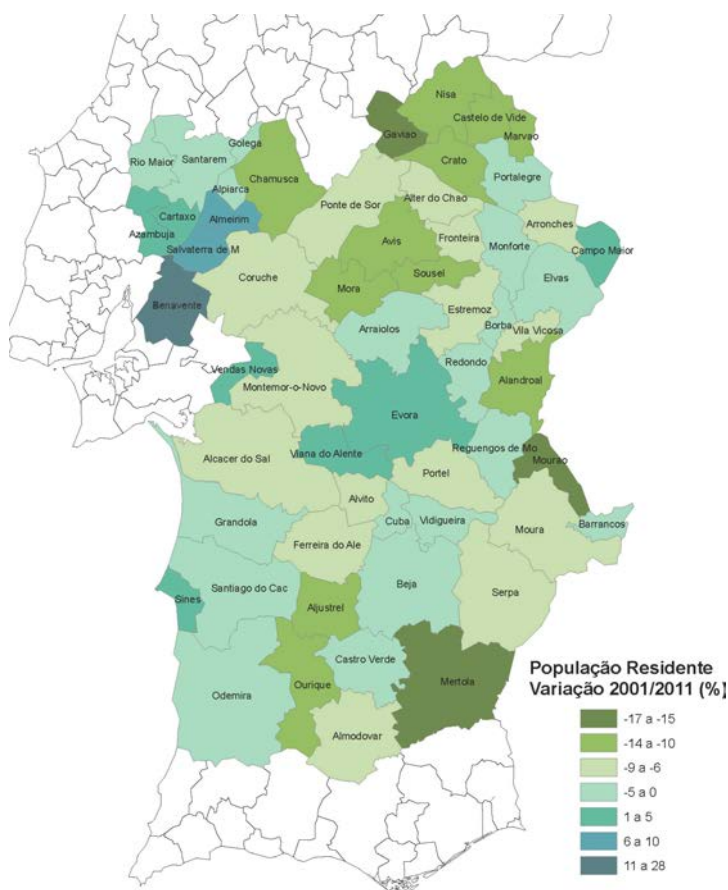 Nisa
Castelo de Vide
Gaviao
Marvao
Golega
Crato
Rio Maior
Santarem
Portalegre
Chamusca
Alpiarca
Alter do Chao
Ponte de Sor
Cartaxo
Almeirim
Arronches
Azambuja
Avis
Fronteira
Monforte
Campo Maior
Salvaterra de M
Sousel
Coruche
Elvas
Mora
Benavente
Estremoz
Borba
Arraiolos
Vila Vicosa
Redondo
Vendas Novas
Alandroal
Montemor-o-Novo
Evora
Reguengos de Mo
Viana do Alente
Alcacer do Sal
Mourao
Portel
Alvito
Grandola
Cuba
Vidigueira
Barrancos
Moura
Ferreira do Ale
Beja
Santiago do Cac
Serpa
Sines
Aljustrel
Castro Verde
Mertola
Ourique
Odemira
Almodovar
População Residente
Variação 2001/2011 (%)
-17 a -15
-14 a -10
-9 a -6
-5 a 0
1 a 5
6 a 10
11 a 28